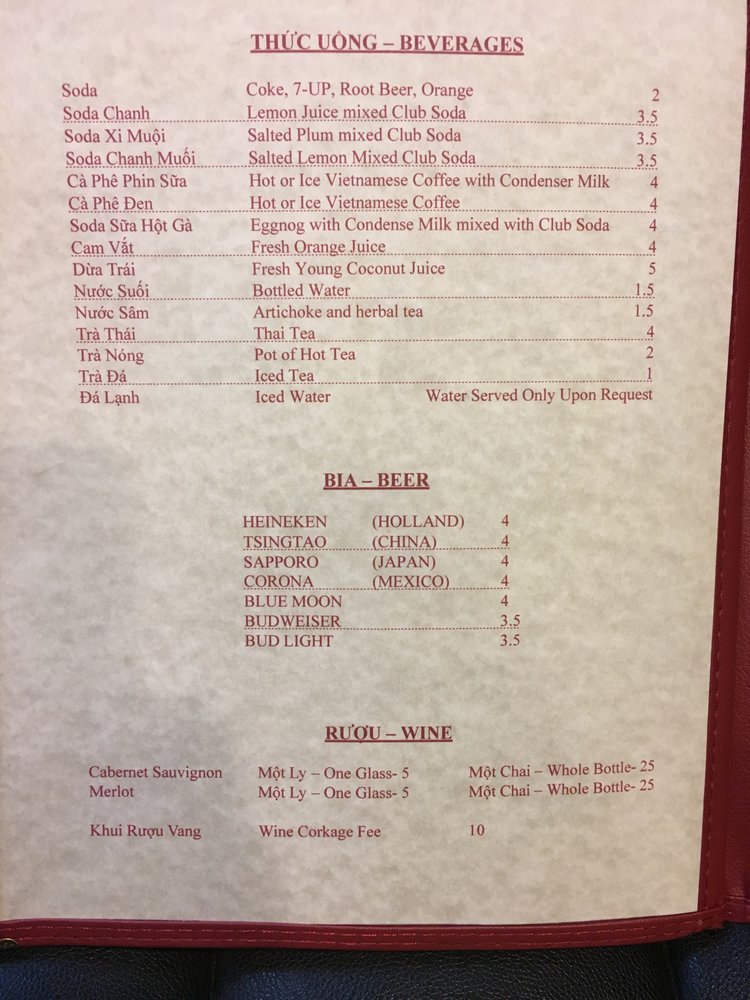 THỨC UỐNG – BEVERAGES
Soda Coke, 7-UP, Root Beer, Orange 2
Soda Chanh Lemon Juice mixed Club Soda 3.5
Soda Xi Muội Salted Plum mixed Club Soda 3.5
Soda Chanh Muối Salted Lemon Mixed Club Soda 3.5
Cà Phê Phin Sữa Hot or Ice Vietnamese Coffee with Condenser Milk 4
Cà Phê Đen Hot or Ice Vietnamese Coffee 4
Soda Sữa Hột Gà Eggnog with Condense Milk mixed with Club Soda 4
Cam Vắt Fresh Orange Juice 4
Dừa Trái Fresh Young Coconut Juice 5
Nước Suối Bottled Water 1.5
Nước Sâm Artichoke and herbal tea 1.5
Trà Thái Thai Tea 4
Trà Nóng Pot of Hot Tea 2
Trà Đá Iced Tea 1
Đá Lạnh Iced Water Water Served Only Upon Request
BIA – BEER
HEINEKEN (HOLLAND) 4
TSINGTAO (CHINA) 4
SAPPORO (JAPAN) 4
CORONA (MEXICO) 4
BLUE MOON 4
BUDWEISER 3.5
BUD LIGHT 3.5
RƯỢU – WINE
Cabernet Sauvignon Một Ly – One Glass- 5 Một Chai – Whole Bottle- 25
Merlot Một Ly – One Glass- 5 Một Chai – Whole Bottle- 25
Khui Rượu Vang Wine Corkage Fee 10